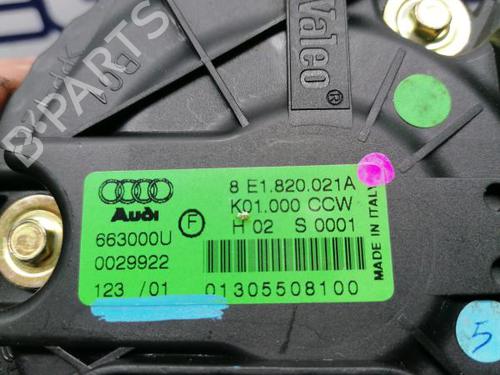 Valeo ®
B-PARTS
8 E1.820.021A
K01.000 CCW
Audi
F
H 02 S 0001
663000U
0029922
123 /01
01305508100
MADE IN ITALY
5